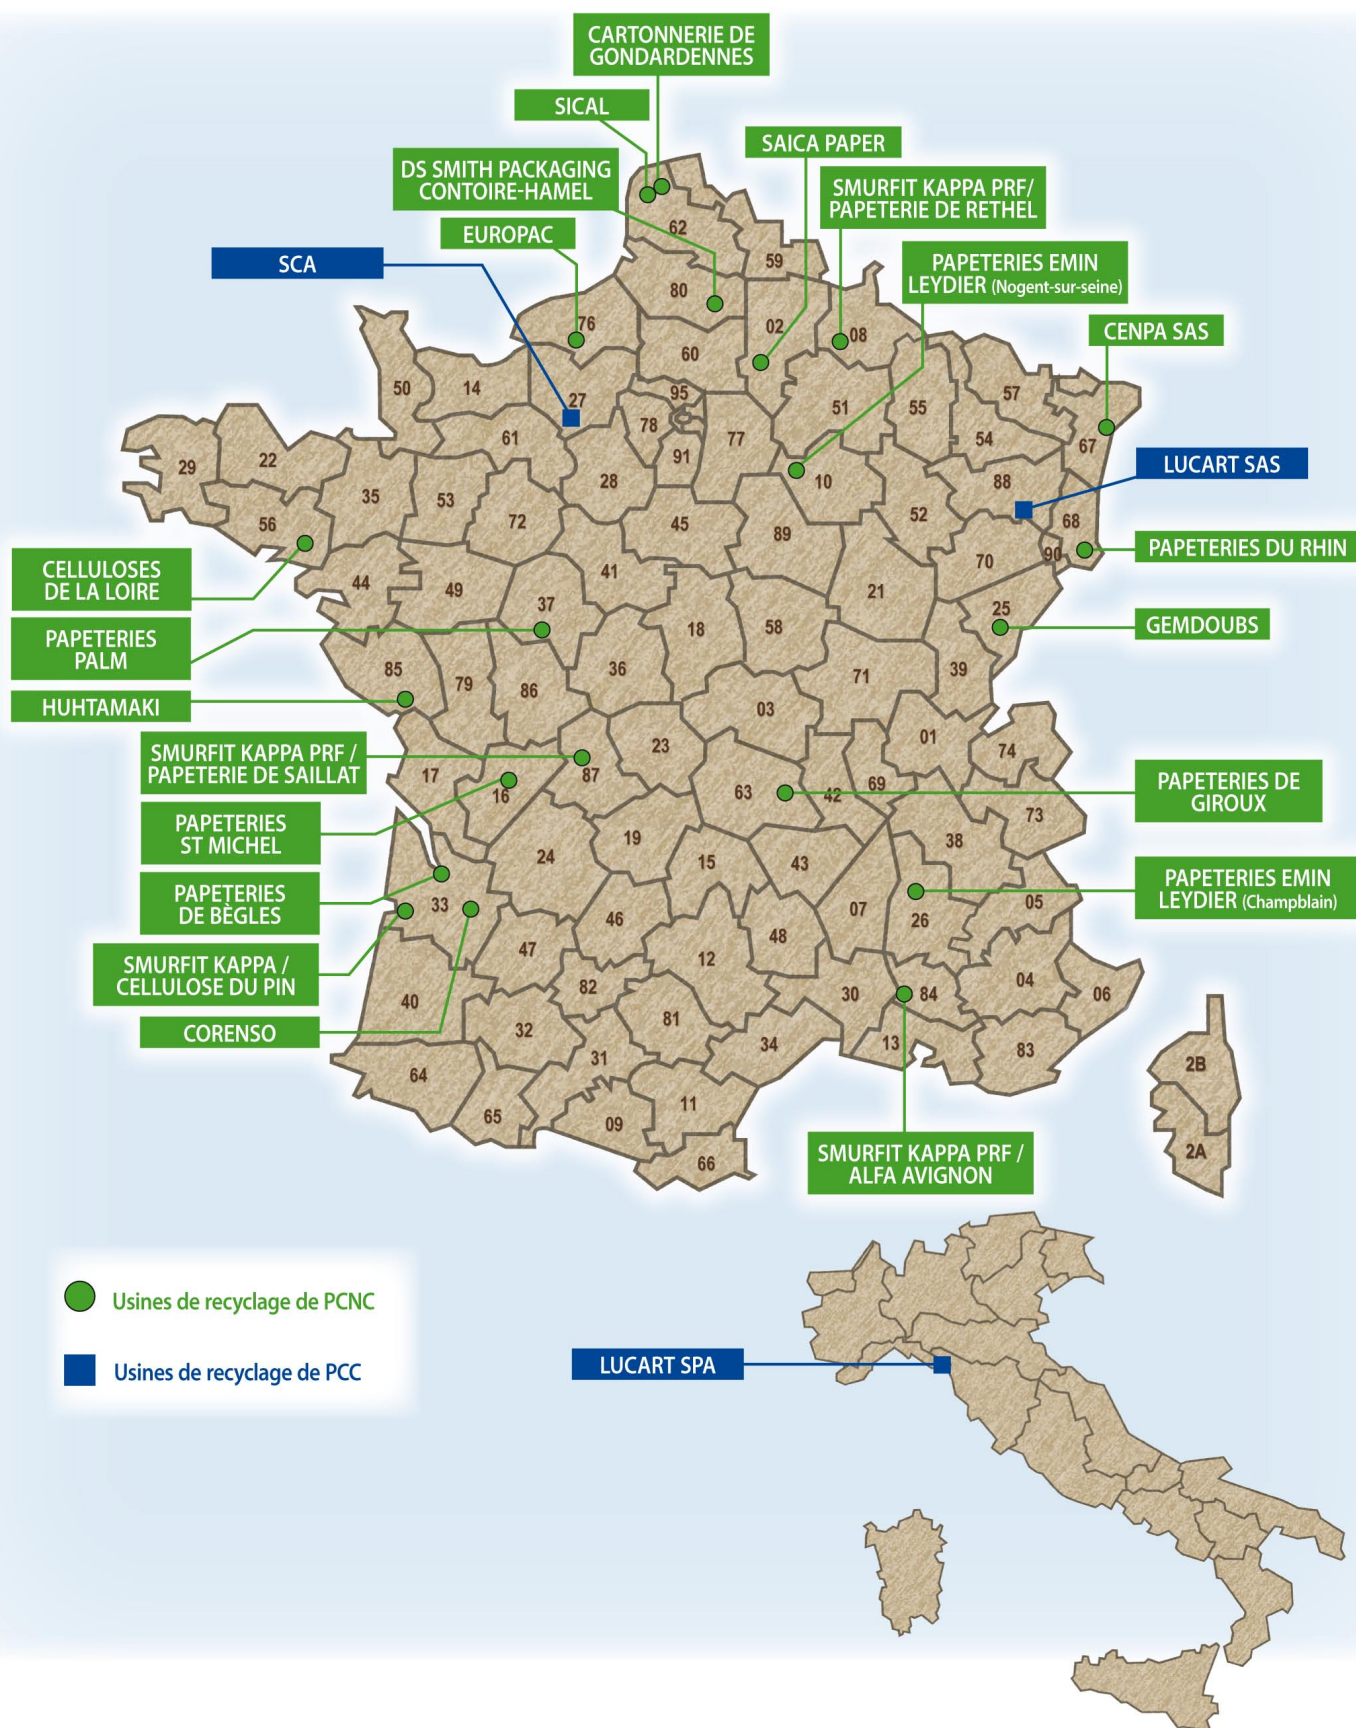 CARTONNERIE DE
GONDARDENNES
SICAL
SAICA PAPER
DS SMITH PACKAGING
CONTOIRE-HAMEL
SMURFIT KAPPA PRF/
PAPETERIE DE RETHEL
EUROPAC
SCA
PAPETERIES EMIN
LEYDIER (Nogent-sur-seine)
CENPA SAS
LUCART SAS
PAPETERIES DU RHIN
CELLULOSES
DE LA LOIRE
GEMDOUBS
PAPETERIES
PALM
HUHTAMAKI
SMURFIT KAPPA PRF /
PAPETERIE DE SAILLAT
PAPETERIES DE
GIROUX
PAPETERIES
ST MICHEL
PAPETERIES
DE BÈGLES
PAPETERIES EMIN
LEYDIER (Champblain)
SMURFIT KAPPA /
CELLULOSE DU PIN
CORENSO
SMURFIT KAPPA PRF /
ALFA AVIGNON
62
59
80
76
02
08
60
50
14
27
95
78
91
77
51
55
57
54
67
61
28
10
88
29
22
35
53
72
56
45
89
52
68
90
70
44
49
41
37
18
58
21
25
85
79
86
36
71
39
03
23
01
74
17
16
87
63
42
69
73
24
19
15
43
38
33
46
48
07
26
05
47
12
40
82
30
84
04
06
32
81
34
13
83
64
31
65
09
11
66
2B
2A
Usines de recyclage de PCNC
Usines de recyclage de PCC
LUCART SPA